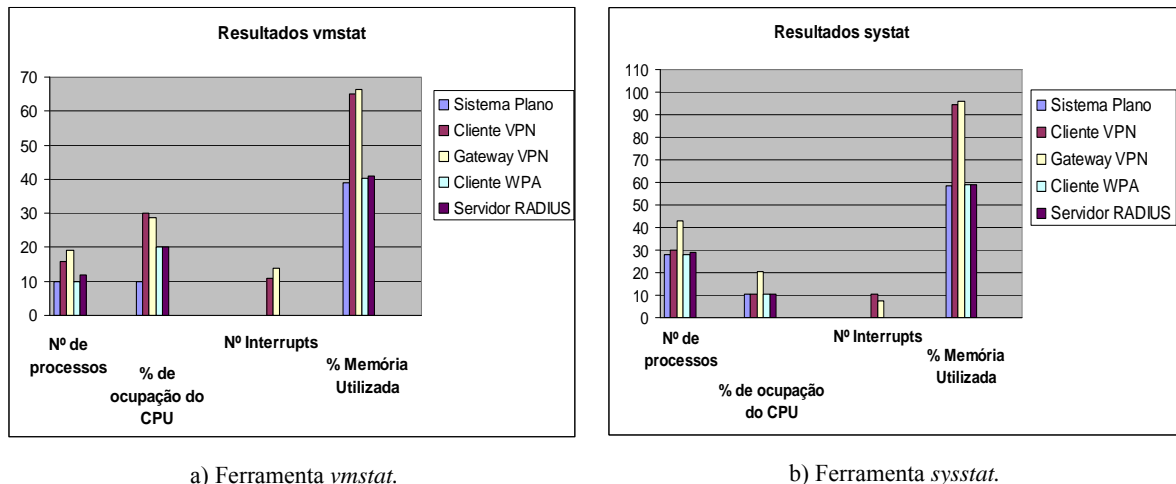 Resultados vmstat
70
60
50
40
30
20
10
0
Nº de
processos
% de
ocupação do
CPU
Nº Interrupts
% Memória
Utilizada
Sistema Plano
Cliente VPN
Gateway VPN
Cliente WPA
Servidor RADIUS
a) Ferramenta vmstat.
Resultados systat
110
100
90
80
70
60
50
40
30
20
10
0
Nº de
processos
% de ocupação
do CPU
Nº Interrupts
% Memória
Utilizada
Sistema Plano
Cliente VPN
Gateway VPN
Cliente WPA
Servidor RADIUS
b) Ferramenta sysstat.